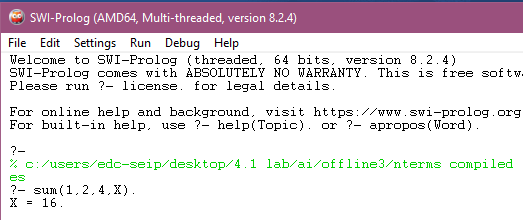 SWI-Prolog (AMD64, Multi-threaded, version 8.2.4)
File Edit Settings Run Debug Help
Welcome to SWI-Prolog (threaded, 64 bits, version 8.2.4)
SWI-Prolog comes with ABSOLUTELY NO WARRANTY. This is free softw
Please run ?- license. for legal details.
For online help and background, visit https://www.swi-prolog.org
For built-in help, use ?- help(Topic). or ?- apropos(Word).
?-
% c:/users/edc-seip/desktop/4.1 lab/ai/offline3/nterms compiled
es
?- sum(1,2,4,X).
X = 16.